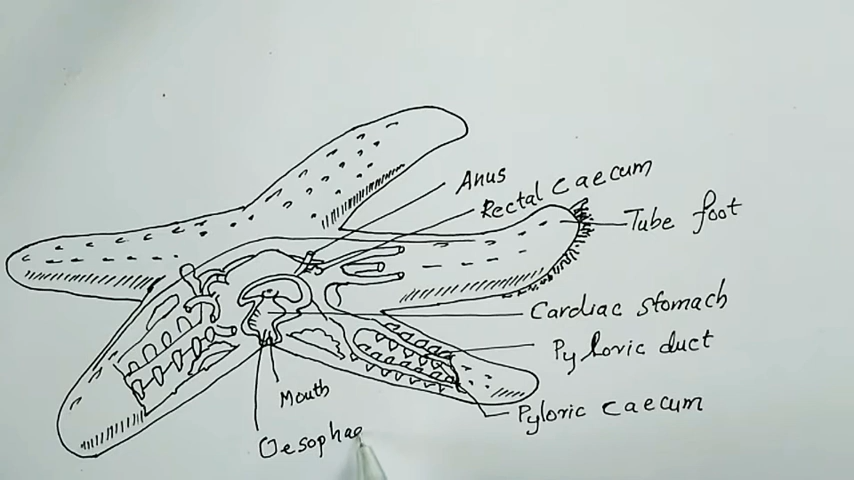 Anus
Rectal caecum
Tube foot
Cardiac stomach
Pyloric duct
Pyloric caecum
Mouth
Oesophag